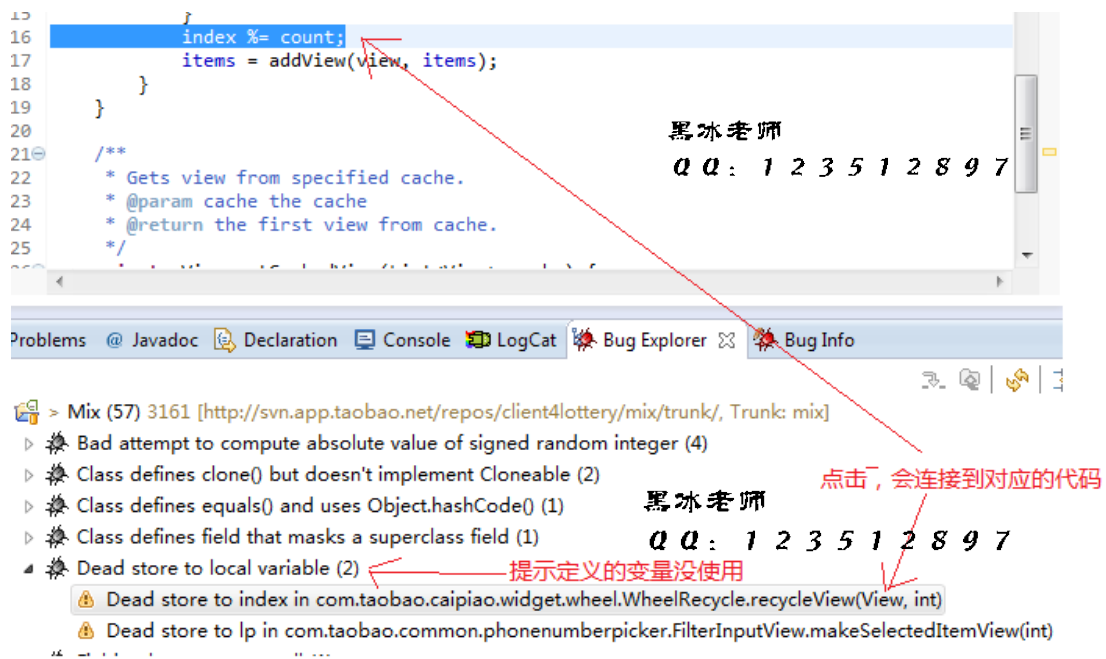 15 }
16 index %= count;
17 items = addView(view, items);
18 }
19 }
20
黑冰老师
21 /**
QQ：123512897
22 * Gets view from specified cache.
23 * @param cache the cache
24 * @return the first view from cache.
25 */
Problems @ Javadoc Declaration Console LogCat Bug Explorer Bug Info
> Mix (57) 3161 [http://svn.app.taobao.net/repos/client4lottery/mix/trunk/, Trunk: mix]
Bad attempt to compute absolute value of signed random integer (4)
Class defines clone() but doesn't implement Cloneable (2)
点击，会连接到对应的代码
Class defines equals() and uses Object.hashCode() (1)
黑冰老师
Class defines field that masks a superclass field (1)
QQ：123512897
Dead store to local variable (2)
提示定义的变量没使用
Dead store to index in com.taobao.caipiao.widget.wheel.WheelRecycle.recycleView(View, int)
Dead store to lp in com.taobao.common.phonenumberpicker.FilterInputView.makeSelectedItemView(int)